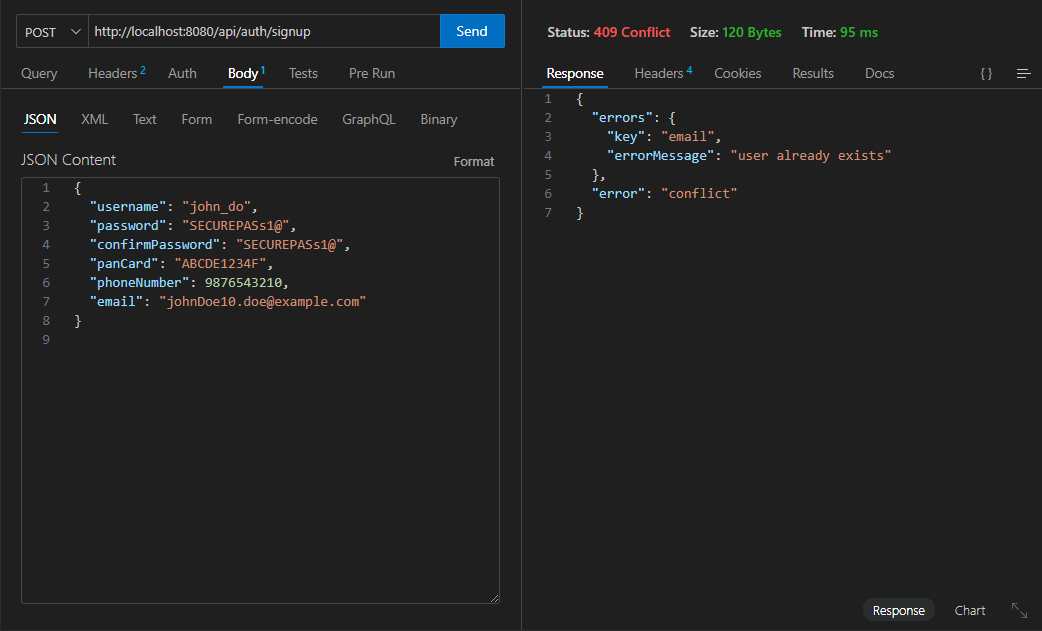 POST http://localhost:8080/api/auth/signup Send
Query Headers 2 Auth Body 1 Tests Pre Run
JSON XML Text Form Form-encode GraphQL Binary
JSON Content Format
1 {
2 "username": "john_do",
3 "password": "SECUREPASs1@",
4 "confirmPassword": "SECUREPASs1@",
5 "panCard": "ABCDE1234F",
6 "phoneNumber": 9876543210,
7 "email": "johnDoe10.doe@example.com"
8 }
9
Status: 409 Conflict Size: 120 Bytes Time: 95 ms
Response Headers 4 Cookies Results Docs { }
1 {
2 "errors": {
3 "key": "email",
4 "errorMessage": "user already exists"
5 },
6 "error": "conflict"
7 }
Response Chart